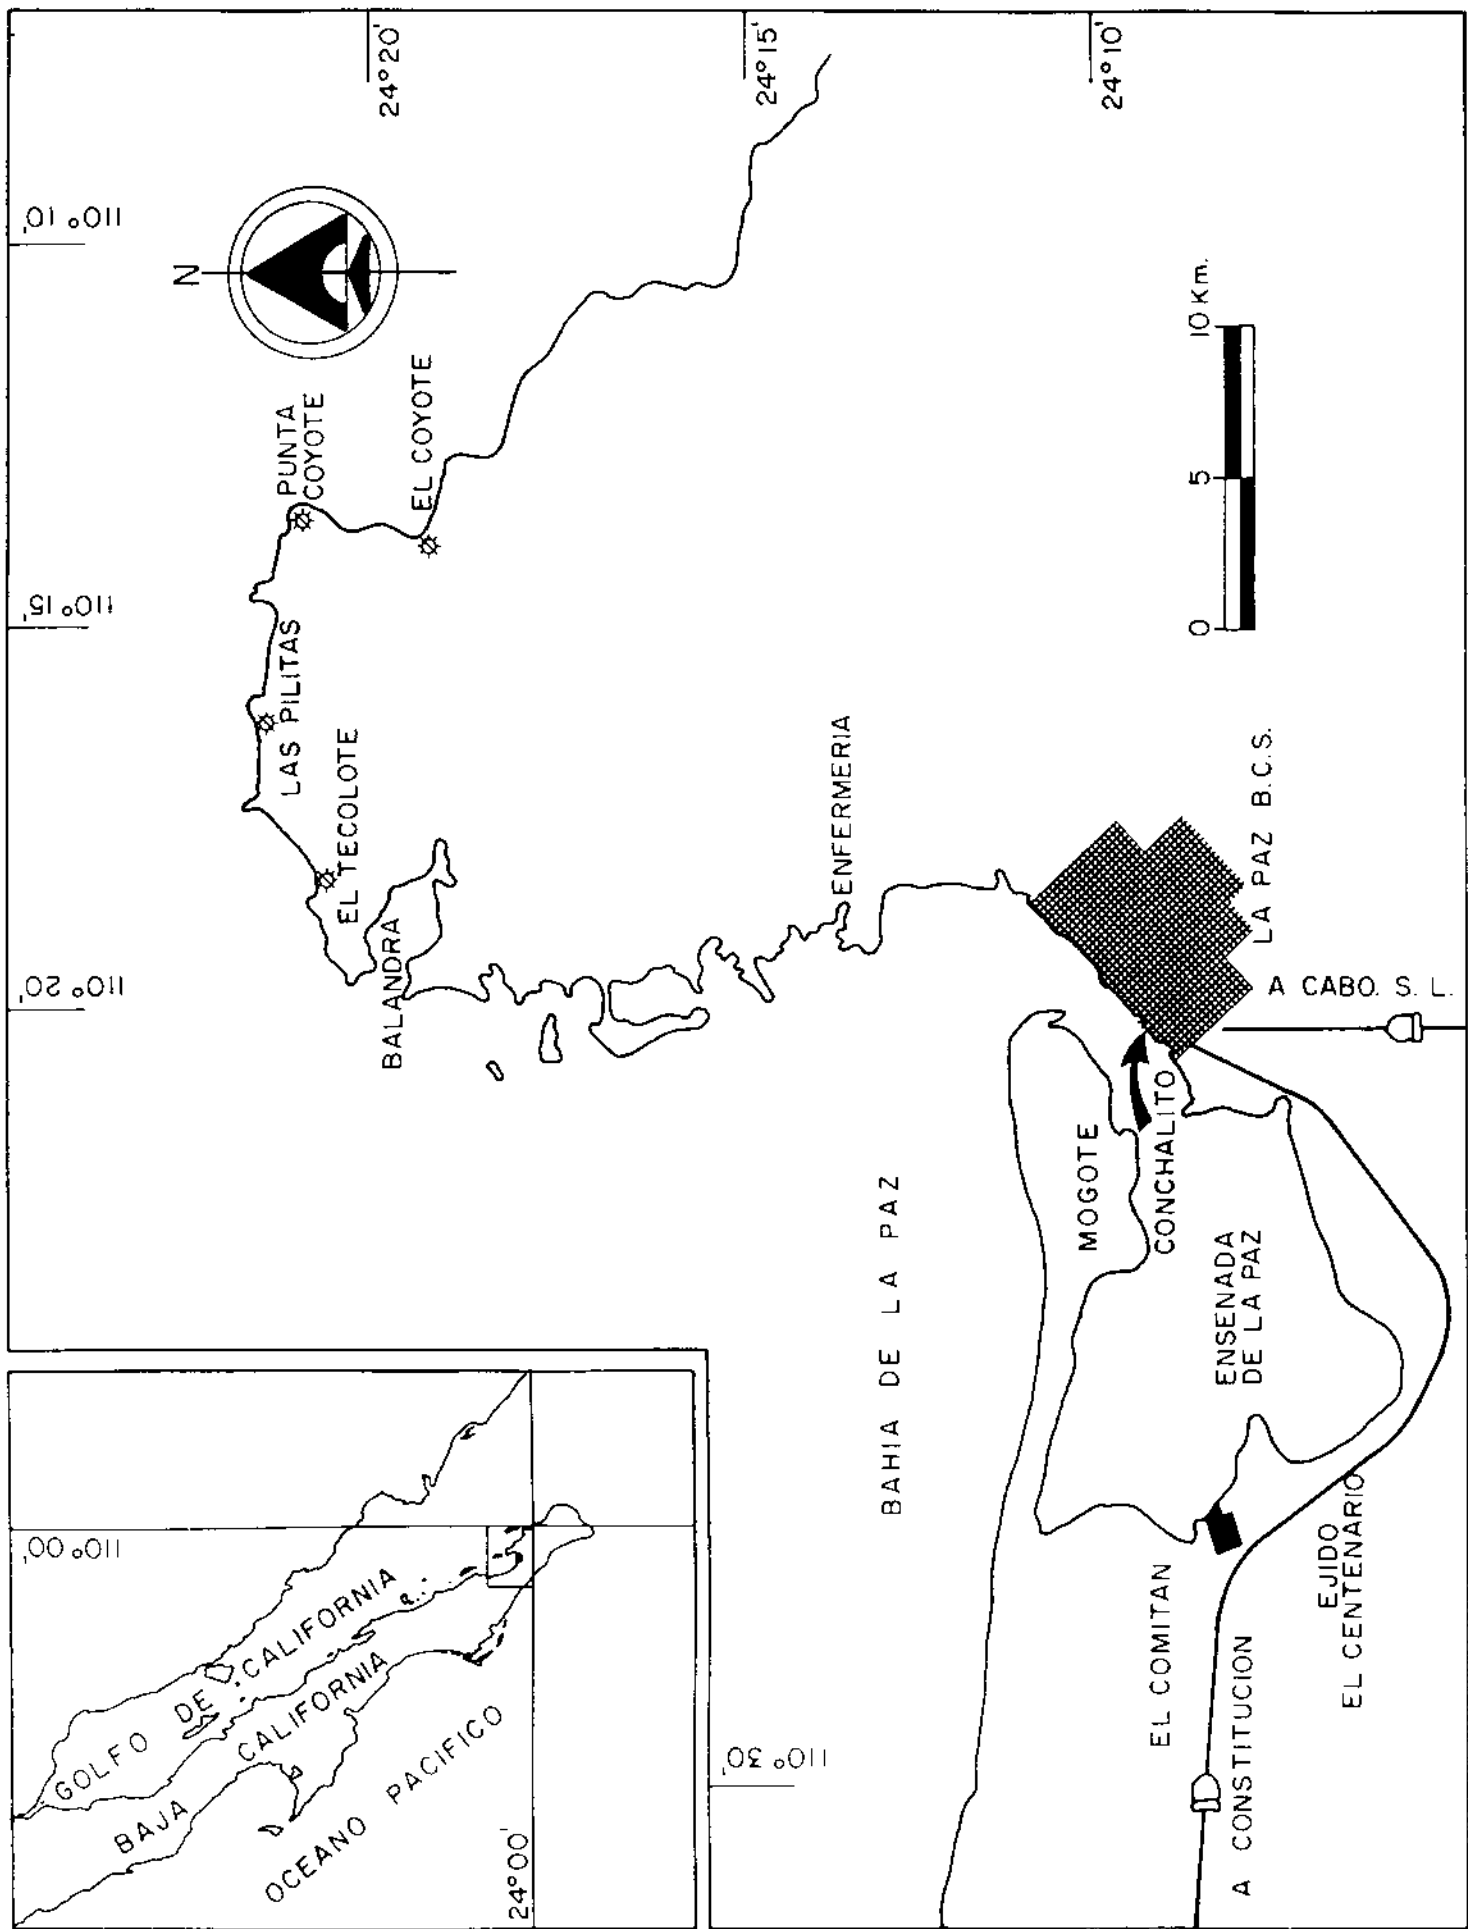 GOLFO DE CALIFORNIA
BAJA CALIFORNIA
OCEANO PACIFICO
110°00'
24°00'
110°30'
110°20'
110°15'
110°10'
N
24°20'
24°15'
24°10'
PUNTA
COYOTE
EL COYOTE
LAS PILITAS
EL TECOLOTE
BALANDRA
ENFERMERIA
BAHIA DE LA PAZ
MOGOTE
CONCHALITO
ENSENADA
DE LA PAZ
LA PAZ B.C.S.
A CABO. S. L.
EL COMITAN
A CONSTITUCION
EJIDO
EL CENTENARIO
0 5 10 Km.